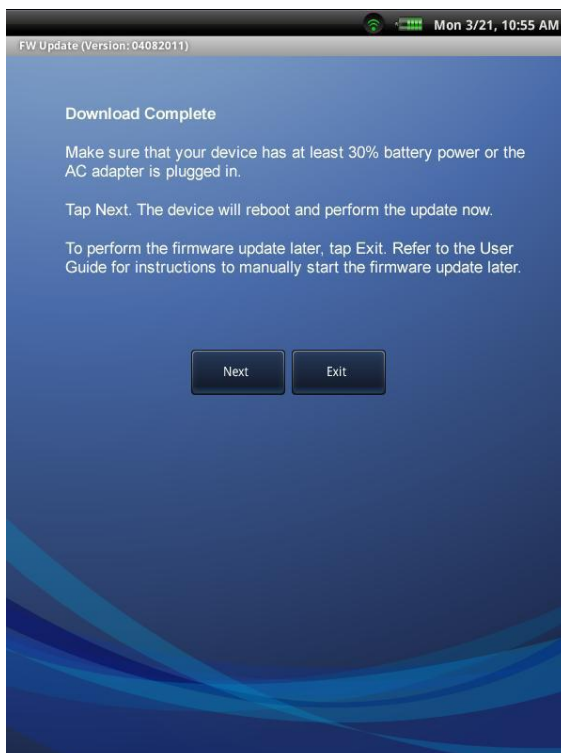 Mon 3/21, 10:55 AM
FW Update (Version: 04082011)
Download Complete
Make sure that your device has at least 30% battery power or the
AC adapter is plugged in.
Tap Next. The device will reboot and perform the update now.
To perform the firmware update later, tap Exit. Refer to the User
Guide for instructions to manually start the firmware update later.
Next
Exit